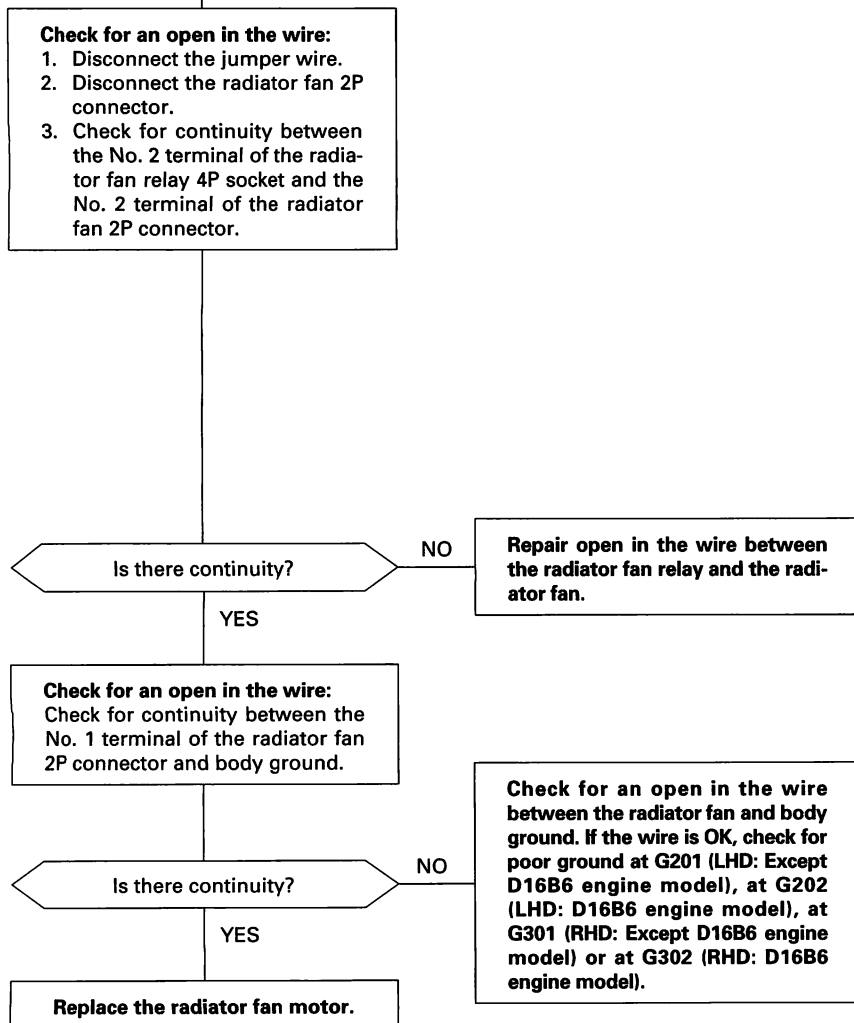 Check for an open in the wire:
1. Disconnect the jumper wire.
2. Disconnect the radiator fan 2P
connector.
3. Check for continuity between
the No. 2 terminal of the radia-
tor fan relay 4P socket and the
No. 2 terminal of the radiator
fan 2P connector.
Is there continuity?
NO
Repair open in the wire between
the radiator fan relay and the radi-
ator fan.
YES
Check for an open in the wire:
Check for continuity between the
No. 1 terminal of the radiator fan
2P connector and body ground.
Is there continuity?
NO
Check for an open in the wire
between the radiator fan and body
ground. If the wire is OK, check for
poor ground at G201 (LHD: Except
D16B6 engine model), at G202
(LHD: D16B6 engine model), at
G301 (RHD: Except D16B6 engine
model) or at G302 (RHD: D16B6
engine model).
YES
Replace the radiator fan motor.